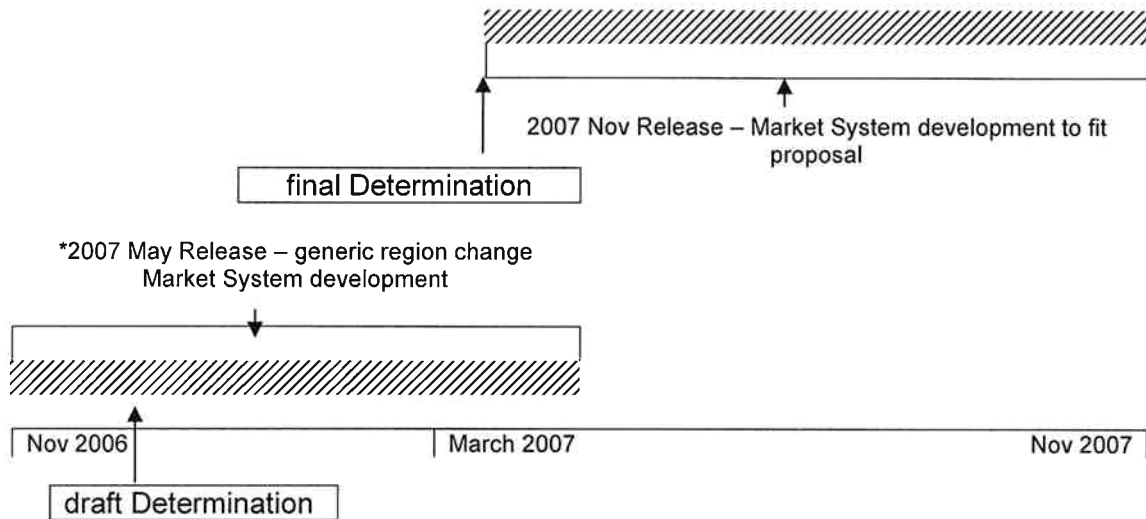 2007 Nov Release – Market System development to fit
proposal
final Determination
*2007 May Release – generic region change
Market System development
Nov 2006
March 2007
Nov 2007
draft Determination